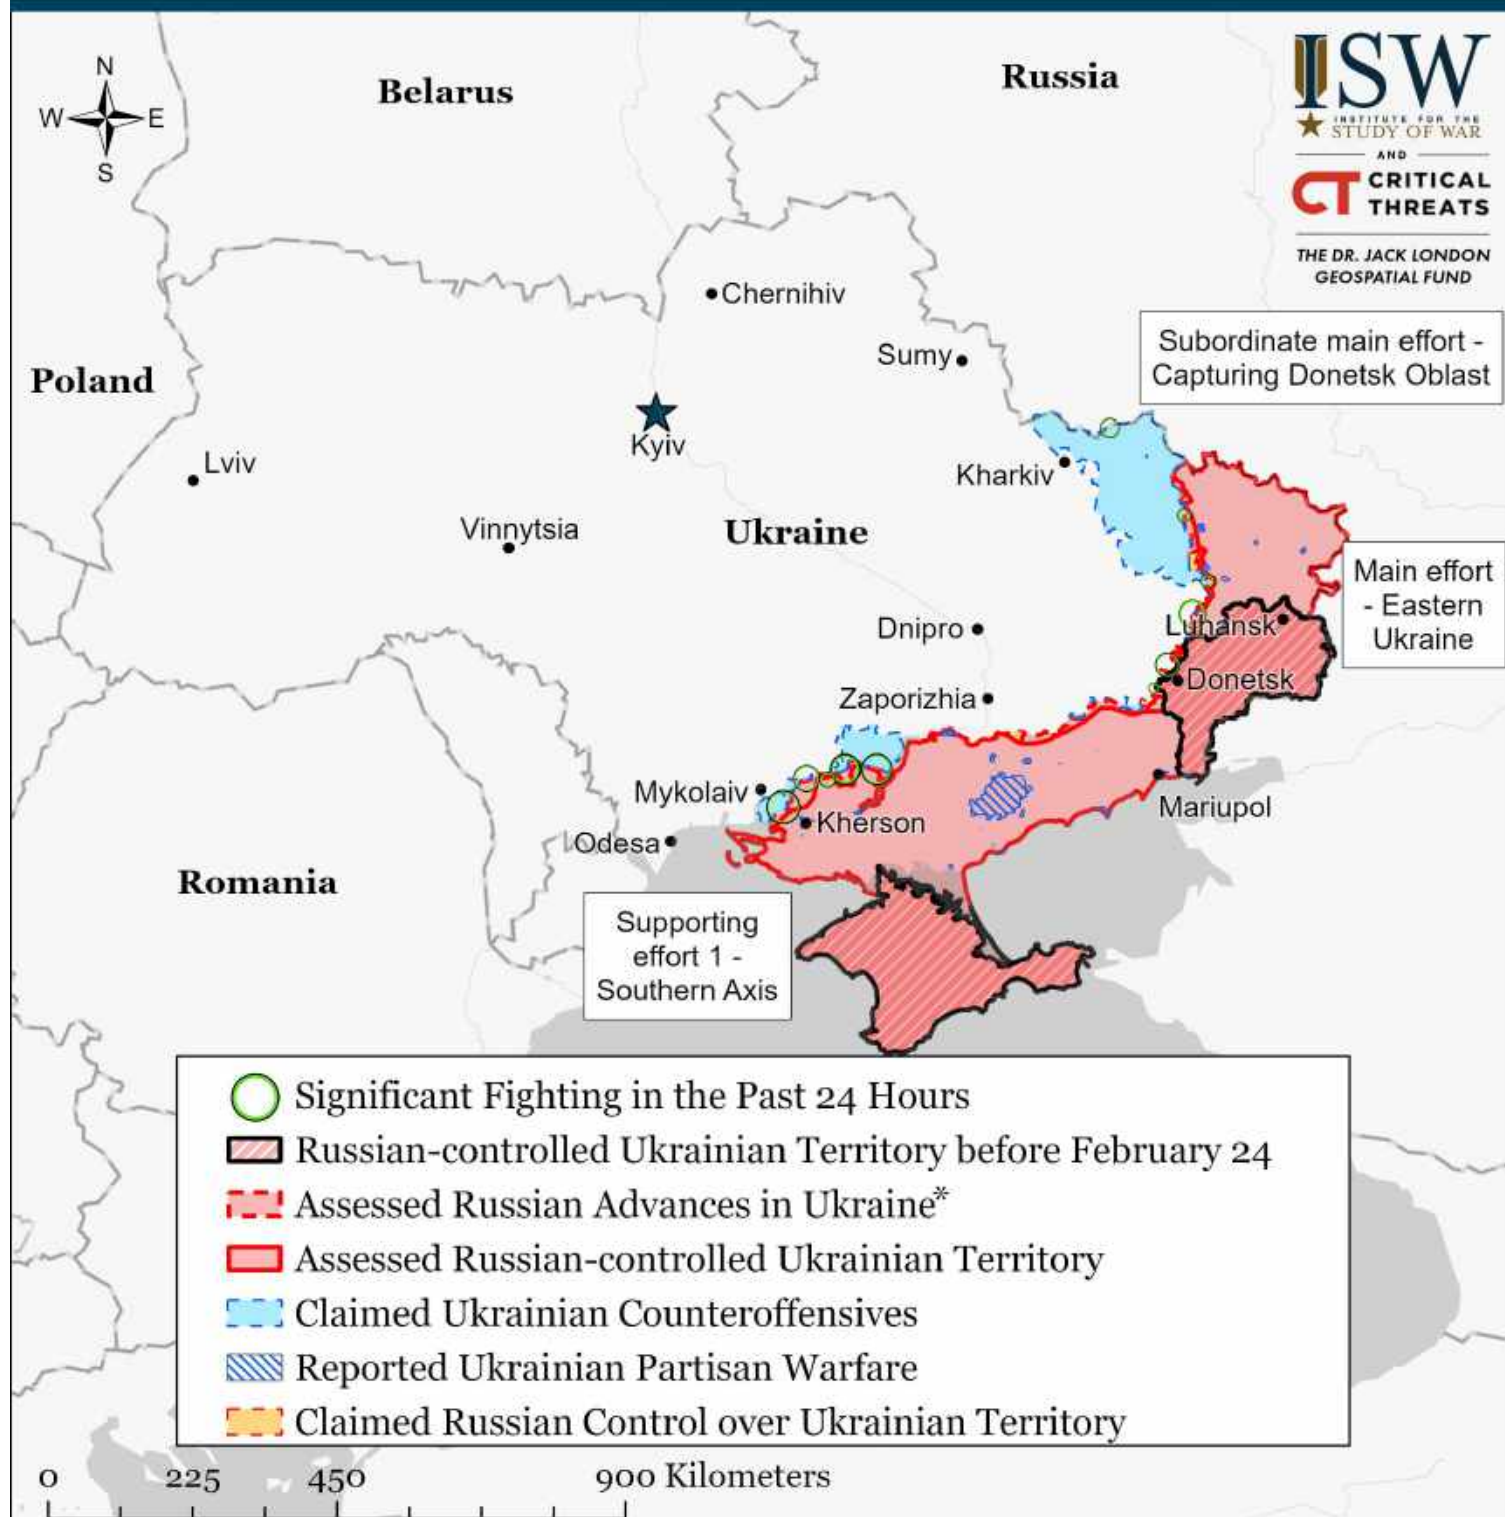 N
W E
S
Belarus
Russia
ISW
INSTITUTE FOR THE
STUDY OF WAR
AND
CT CRITICAL
THREATS
THE DR. JACK LONDON
GEOSPATIAL FUND
Chernihiv
Sumy
Subordinate main effort -
Capturing Donetsk Oblast
Poland
Kyiv
Lviv
Kharkiv
Vinnytsia
Ukraine
Main effort
- Eastern
Ukraine
Dnipro
Luhansk
Donetsk
Zaporizhia
Mykolaiv
Mariupol
Kherson
Odesa
Romania
Supporting
effort 1 -
Southern Axis
Significant Fighting in the Past 24 Hours
Russian-controlled Ukrainian Territory before February 24
Assessed Russian Advances in Ukraine*
Assessed Russian-controlled Ukrainian Territory
Claimed Ukrainian Counteroffensives
Reported Ukrainian Partisan Warfare
Claimed Russian Control over Ukrainian Territory
0 225 450 900 Kilometers